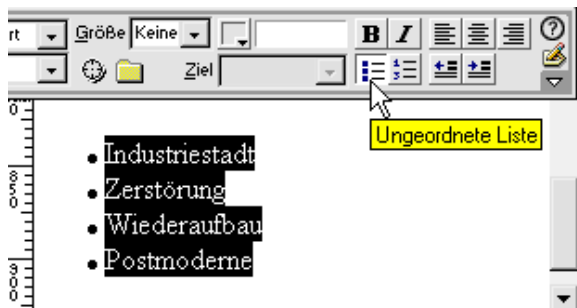 rt Größe Keine B I
Ziel
Ungeordnete Liste
Industriestadt
Zerstörung
Wiederaufbau
Postmoderne